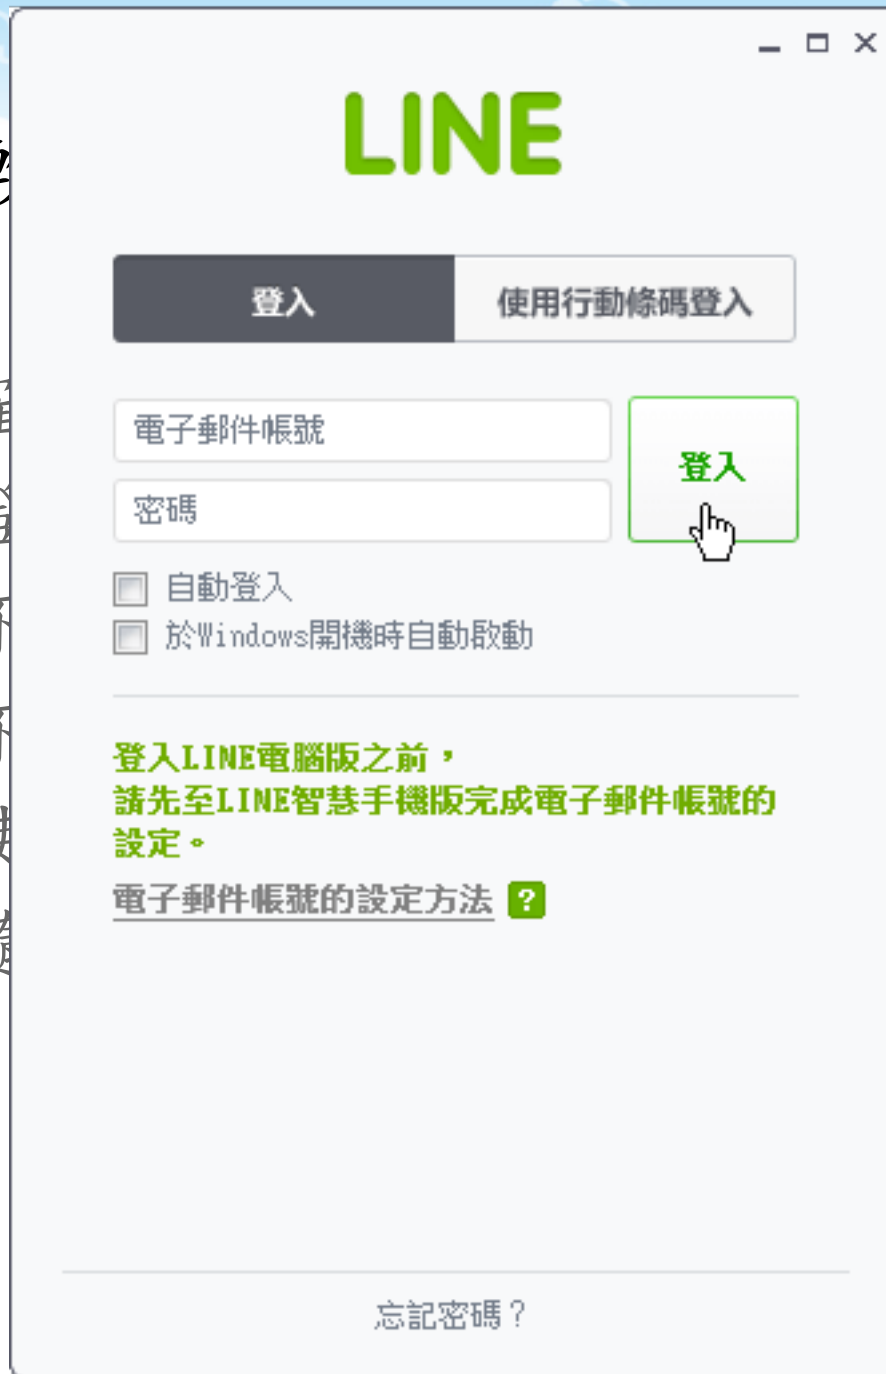 LINE
登入
使用行動條碼登入
電子郵件帳號
登入
密碼
自動登入
於Windows開機時自動啟動
登入LINE電腦版之前，
請先至LINE智慧手機版完成電子郵件帳號的
設定。
電子郵件帳號的設定方法 ?
忘記密碼？